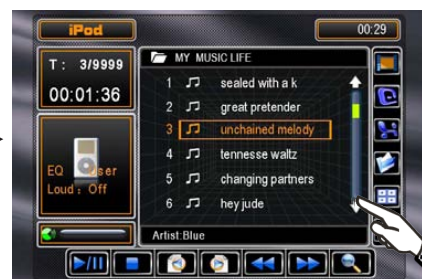 iPod
00:29
T : 3/9999
00:01:36
MY MUSIC LIFE
1 sealed with a k
2 great pretender
3 unchained melody
4 tennesse waltz
5 changing partners
6 hey jude
EQ
Loud : Off
Artist:Blue